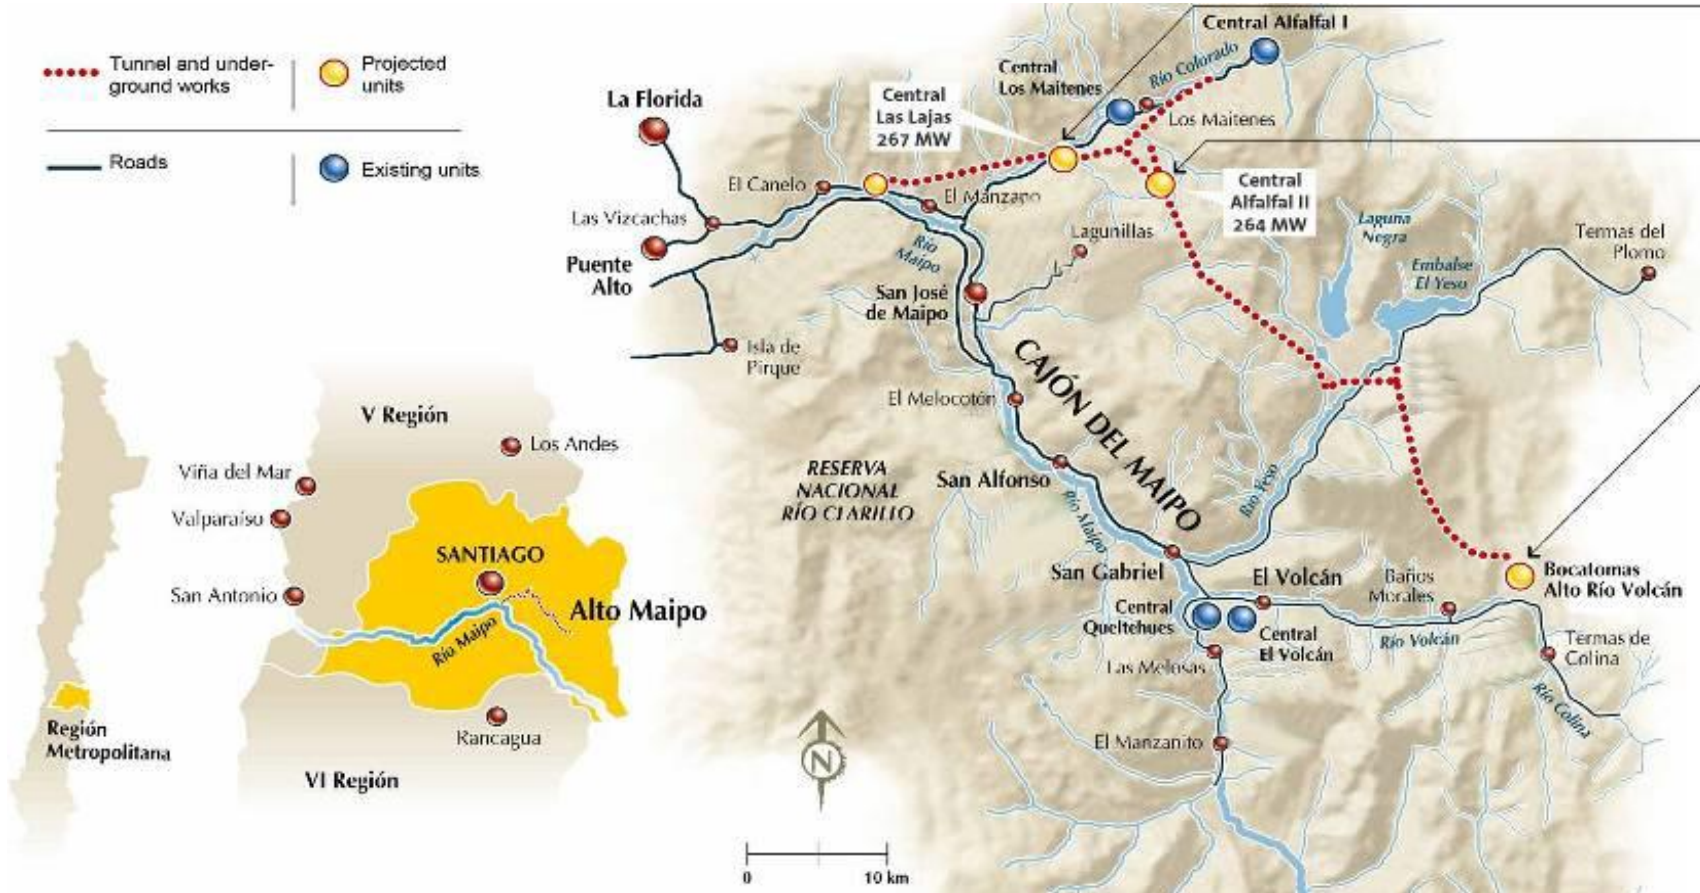 Tunnel and under-
ground works
Projected
units
Roads
Existing units
Central Alfalfal I
Río Colorado
Central
Los Maitenes
Los Maitenes
Central
Las Lajas
267 MW
La Florida
El Canelo
El Manzano
Las Vizcachas
Río
Maipo
Lagunillas
Central
Alfalfal II
264 MW
Laguna
Negra
Embalse
El Yeso
Termas del
Plomo
Puente
Alto
San José
de Maipo
Isla de
Pirque
El Melocotón
CAJÓN DEL MAIPO
RESERVA
NACIONAL
RÍO CLARILLO
San Alfonso
Río Maipo
Río Yeso
San Gabriel
El Volcán
Baños
Morales
Bocatomas
Alto Río Volcán
Central
Queltehues
Central
El Volcán
Río Volcán
Termas de
Colina
Las Melosas
Río Colina
El Manzanito
V Región
Los Andes
Viña del Mar
Valparaíso
SANTIAGO
San Antonio
Alto Maipo
Río Maipo
Región
Metropolitana
Rancagua
VI Región
N
0
10 km